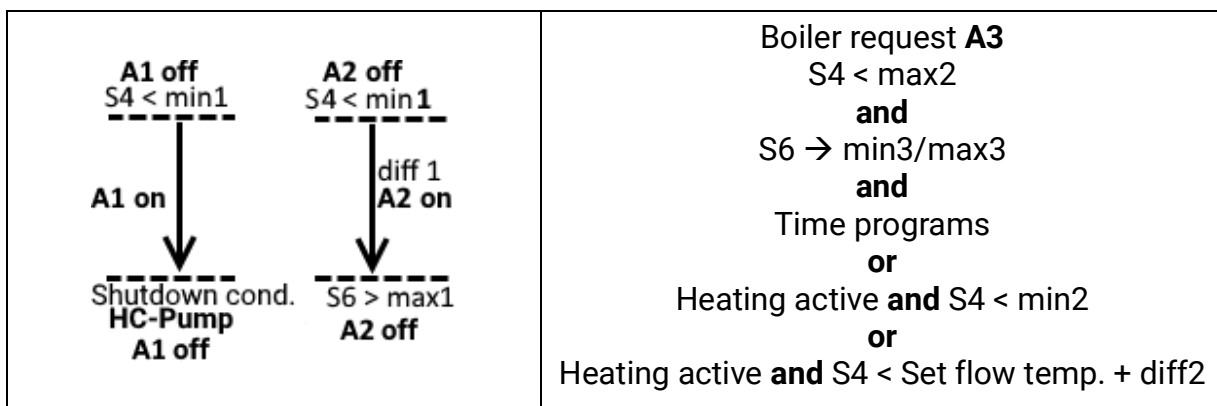 A1 off
S4 < min1
A1 on
Shutdown cond.
HC-Pump
A1 off
A2 off
S4 < min1
diff 1
A2 on
S6 > max1
A2 off
Boiler request A3
S4 < max2
and
S6 → min3/max3
and
Time programs
or
Heating active and S4 < min2
or
Heating active and S4 < Set flow temp. + diff2